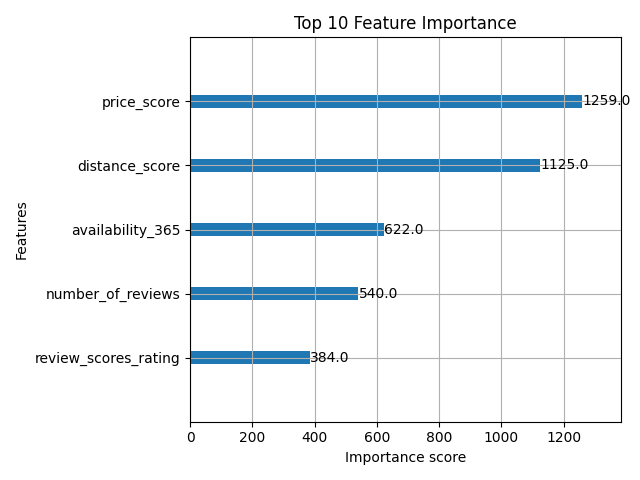 Top 10 Feature Importance
Features
price_score
1259.0
distance_score
1125.0
availability_365
622.0
number_of_reviews
540.0
review_scores_rating
384.0
0 200 400 600 800 1000 1200
Importance score